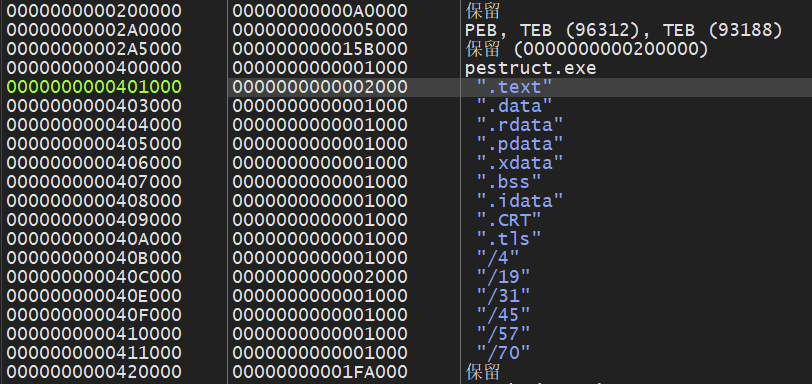 0000000000200000 00000000000A0000 保留
00000000002A0000 0000000000005000 PEB, TEB (96312), TEB (93188)
00000000002A5000 000000000015B000 保留 (0000000000200000)
0000000000400000 0000000000001000 pestruct.exe
0000000000401000 0000000000002000 ".text"
0000000000403000 0000000000001000 ".data"
0000000000404000 0000000000001000 ".rdata"
0000000000405000 0000000000001000 ".pdata"
0000000000406000 0000000000001000 ".xdata"
0000000000407000 0000000000001000 ".bss"
0000000000408000 0000000000001000 ".idata"
0000000000409000 0000000000001000 ".CRT"
000000000040A000 0000000000001000 ".tls"
000000000040B000 0000000000001000 "/4"
000000000040C000 0000000000002000 "/19"
000000000040E000 0000000000001000 "/31"
000000000040F000 0000000000001000 "/45"
0000000000410000 0000000000001000 "/57"
0000000000411000 0000000000001000 "/70"
0000000000420000 00000000001FA000 保留